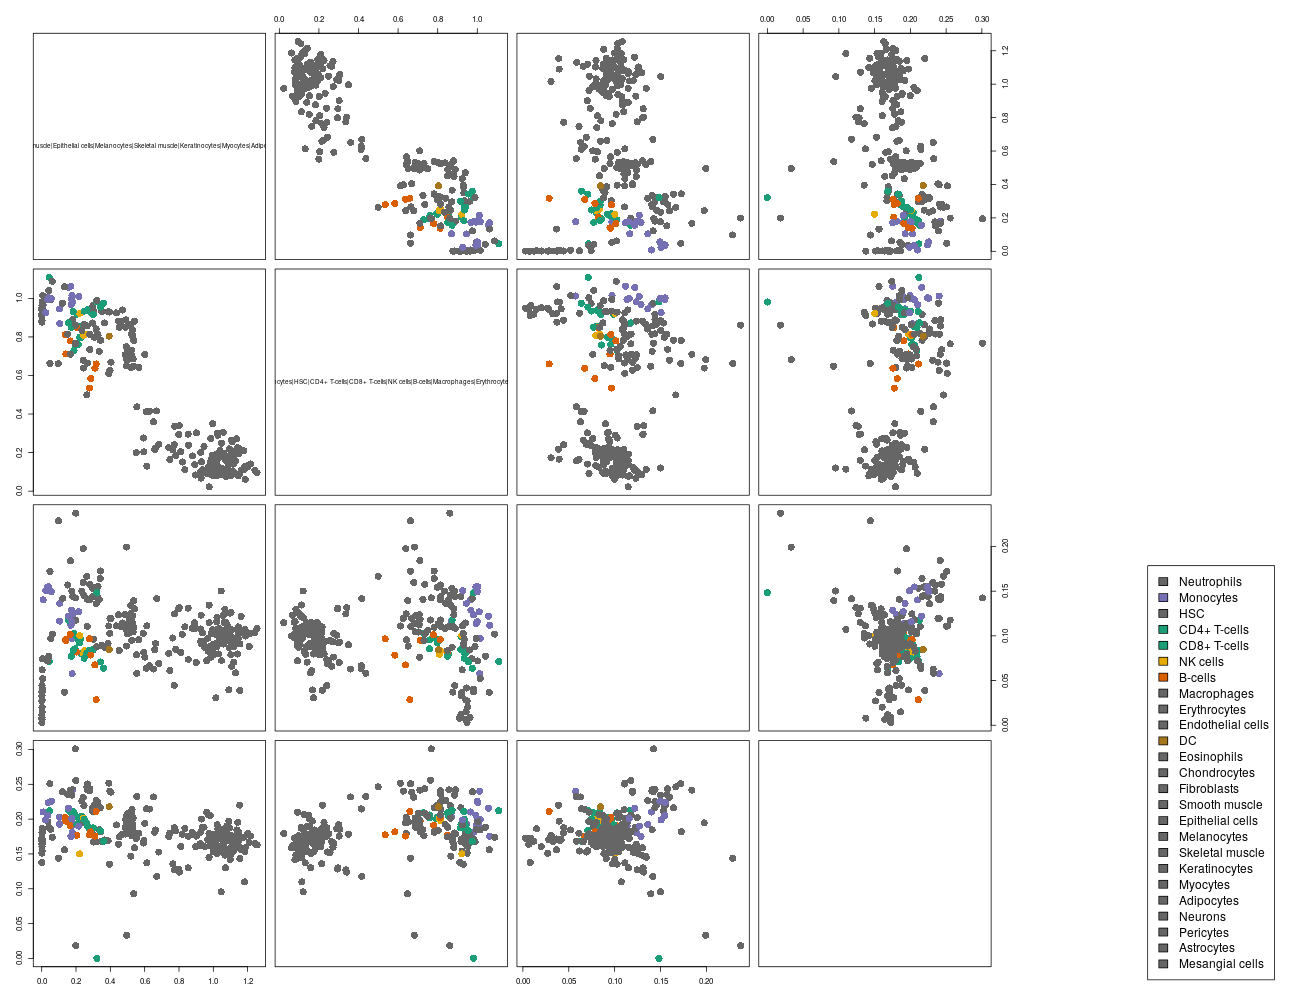 0.0 0.2 0.4 0.6 0.8 1.0
0.00 0.05 0.15 0.20 0.25 0.30
0.0 0.2 0.4 0.6 0.8 1.0 1.2
nuscle|Epithelial cells|Melanocytes|Skeletal muscle|Keratinocytes|Myocytes|Adip
0.0 0.2 0.4 0.6 0.8 1.0
ocytes|HSC|CD4+ T-cells|CD8+ T-cells|NK cells|B-cells|Macrophages|Erythrocyte
0.00 0.05 0.10 0.15 0.20
0.00 0.05 0.10 0.15 0.20 0.25 0.30
0.0 0.2 0.4 0.6 0.8 1.0 1.2
0.00 0.05 0.10 0.15 0.20
Neutrophils
Monocytes
HSC
CD4+ T-cells
CD8+ T-cells
NK cells
B-cells
Macrophages
Erythrocytes
Endothelial cells
DC
Eosinophils
Chondrocytes
Fibroblasts
Smooth muscle
Epithelial cells
Melanocytes
Skeletal muscle
Keratinocytes
Myocytes
Adipocytes
Neurons
Pericytes
Astrocytes
Mesangial cells